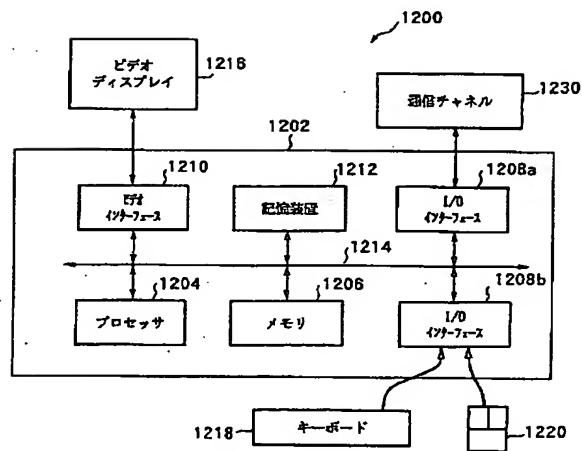 1200
ビデオ
ディスプレイ
1216
通信チャネル
1230
1202
1210
1212
1208a
ビデオ
インターフェース
記憶装置
I/O
インターフェース
1214
1204
1206
1208b
プロセッサ
メモリ
I/O
インターフェース
1218
キーボード
1220